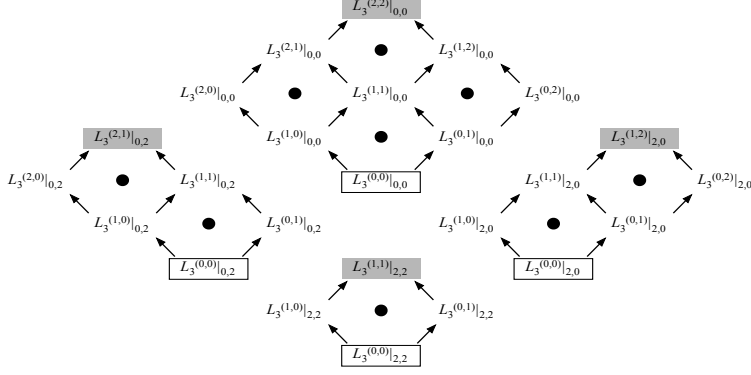 L₃⁽²,²⁾|₀,₀
L₃⁽²,¹⁾|₀,₀ L₃⁽¹,²⁾|₀,₀
L₃⁽²,⁰⁾|₀,₀ L₃⁽¹,¹⁾|₀,₀ L₃⁽⁰,²⁾|₀,₀
L₃⁽²,¹⁾|₀,₂ L₃⁽¹,⁰⁾|₀,₀ L₃⁽⁰,¹⁾|₀,₀ L₃⁽¹,²⁾|₂,₀
L₃⁽²,⁰⁾|₀,₂ L₃⁽¹,¹⁾|₀,₂ L₃⁽⁰,⁰⁾|₀,₀ L₃⁽¹,¹⁾|₂,₀ L₃⁽⁰,²⁾|₂,₀
L₃⁽¹,⁰⁾|₀,₂ L₃⁽⁰,¹⁾|₀,₂ L₃⁽¹,⁰⁾|₂,₀ L₃⁽⁰,¹⁾|₂,₀
L₃⁽⁰,⁰⁾|₀,₂ L₃⁽¹,¹⁾|₂,₂ L₃⁽⁰,⁰⁾|₂,₀
L₃⁽¹,⁰⁾|₂,₂ L₃⁽⁰,¹⁾|₂,₂
L₃⁽⁰,⁰⁾|₂,₂